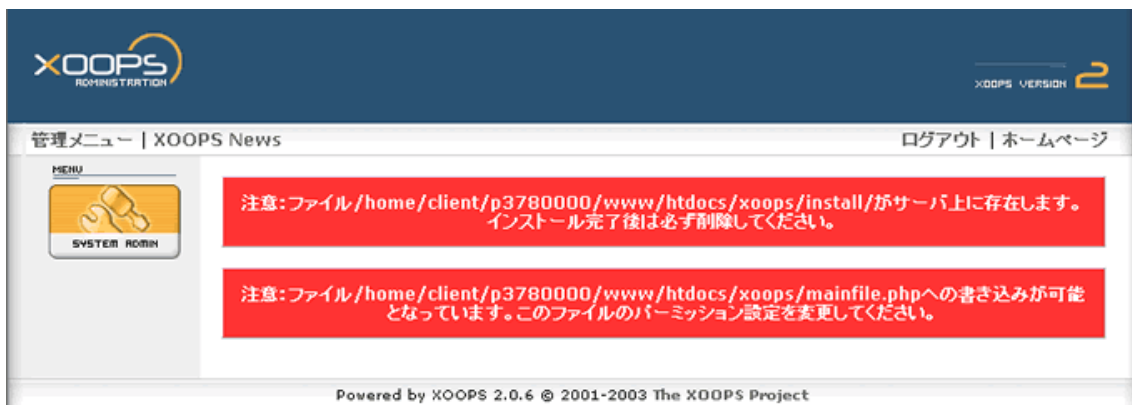 XOOPS
ADMINISTRATION
XOOPS VERSION 2
管理メニュー | XOOPS News
ログアウト | ホームページ
MENU
SYSTEM ADMIN
注意:ファイル/home/client/p3780000/www/htdocs/xoops/install/がサーバ上に存在します。
インストール完了後は必ず削除してください。
注意:ファイル/home/client/p3780000/www/htdocs/xoops/mainfile.phpへの書き込みが可能
となっています。このファイルのパーミッション設定を変更してください。
Powered by XOOPS 2.0.6 © 2001-2003 The XOOPS Project